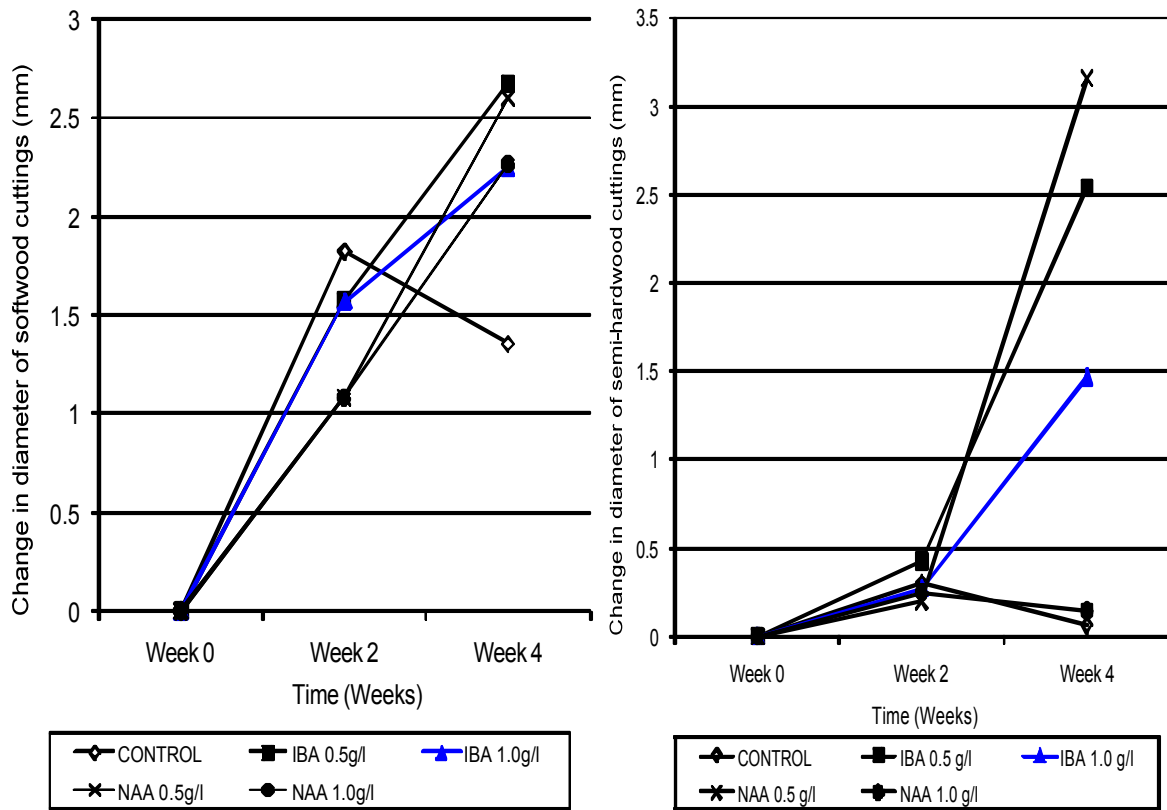 Change in diameter of softwood cuttings (mm)
3
2.5
2
1.5
1
0.5
0
Week 0 Week 2 Week 4
Time (Weeks)
CONTROL IBA 0.5g/l IBA 1.0g/l
NAA 0.5g/l NAA 1.0g/l
Change in diameter of semi-hardwood cuttings (mm)
3.5
3
2.5
2
1.5
1
0.5
0
Week 0 Week 2 Week 4
Time (Weeks)
CONTROL IBA 0.5 g/l IBA 1.0 g/l
NAA 0.5 g/l NAA 1.0 g/l